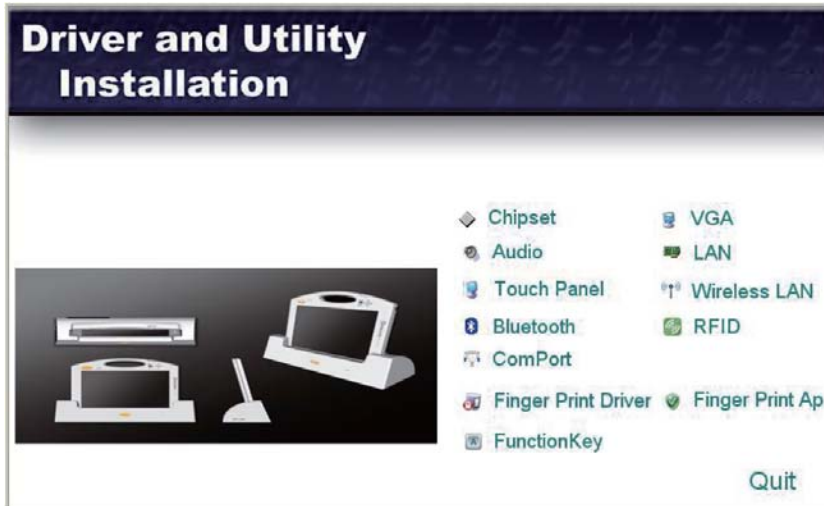 Driver and Utility
Installation
Chipset
VGA
Audio
LAN
Touch Panel
Wireless LAN
Bluetooth
RFID
ComPort
Finger Print Driver
Finger Print Ap
FunctionKey
Quit